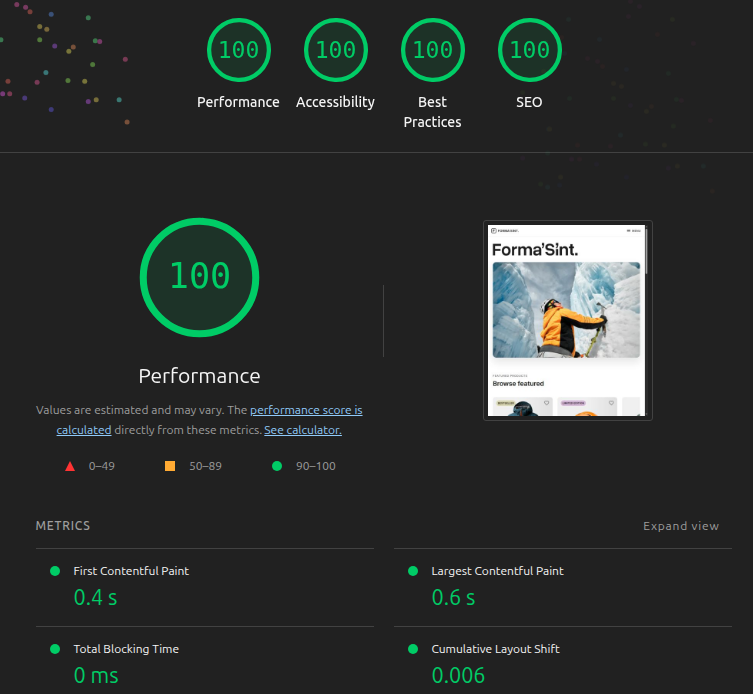 100
100
100
100
Performance
Accessibility
Best
Practices
SEO
100
Performance
Values are estimated and may vary. The performance score is
calculated directly from these metrics. See calculator.
0–49
50–89
90–100
FORMA'SINT.
Forma'Sint.
FEATURED PRODUCTS
Browse featured
METRICS
Expand view
First Contentful Paint
0.4 s
Largest Contentful Paint
0.6 s
Total Blocking Time
0 ms
Cumulative Layout Shift
0.006